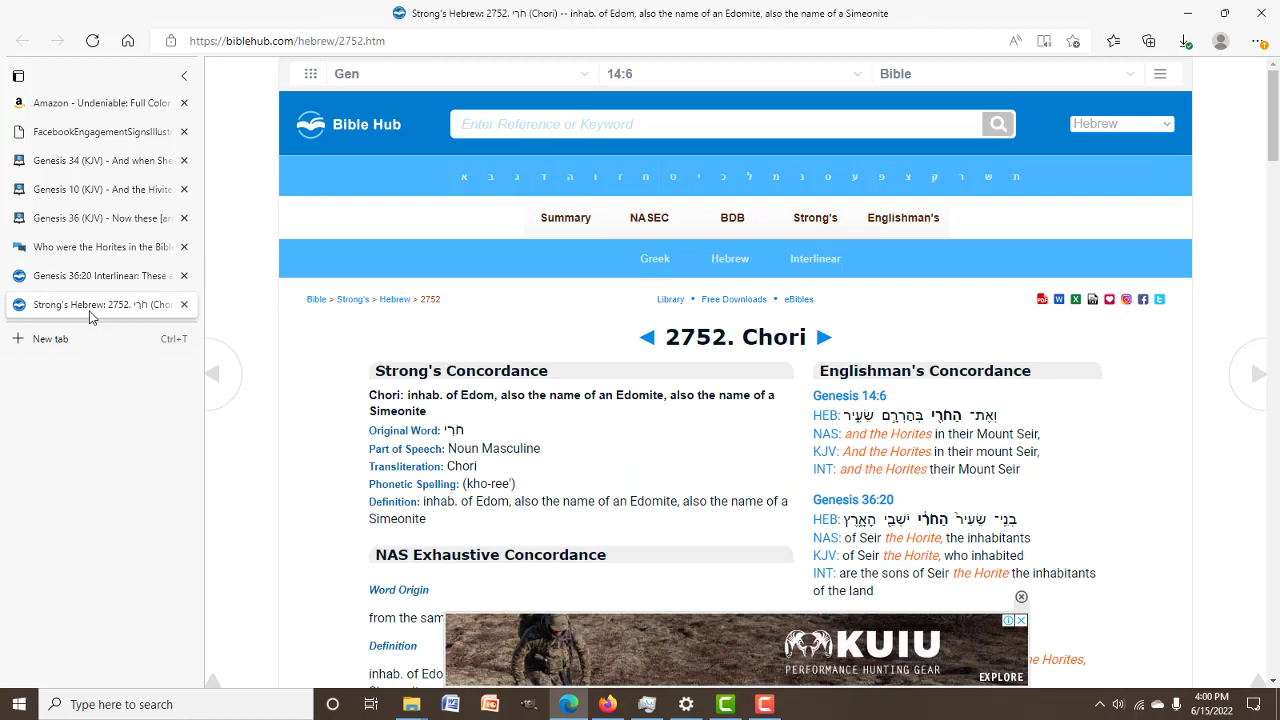 Strong's Hebrew: 2752. חֹרִי (Chori) -- inhab. of Edom, also the name of an Edomite, also the name of a Simeonite
https://biblehub.com/hebrew/2752.htm
Amazon - Undeniable: Full Color
FacebookEngagementSignsIllust
Genesis 34 (KJV) - And when She
Genesis 10 (KJV) - And the Hivite
Genesis 36 (KJV) - Now these [ar
Who were the Horites in the Bibl
Genesis 36:20 Interlinear: These a
Strong's Hebrew: 2752. חֹרִי (Chor
New tab Ctrl+T
Gen 14:6 Bible
Bible Hub Enter Reference or Keyword Hebrew
א ב ג ד ה ו ז ח ט י כ ל מ נ ס ע פ צ ק ר ש ת
Summary NASEC BDB Strong's Englishman's
Greek Hebrew Interlinear
Bible > Strong's > Hebrew > 2752
Library • Free Downloads • eBibles
◄ 2752. Chori ►
Strong's Concordance
Chori: inhab. of Edom, also the name of an Edomite, also the name of a
Simeonite
Original Word: חֹרִי
Part of Speech: Noun Masculine
Transliteration: Chori
Phonetic Spelling: (kho-ree')
Definition: inhab. of Edom, also the name of an Edomite, also the name of a
Simeonite
NAS Exhaustive Concordance
Word Origin
from the sam
Definition
inhab. of Edo
Englishman's Concordance
Genesis 14:6
HEB: וְאֶת־ הַחֹרִ֖י בְּהַרְרָ֣ם שֵׂעִ֑יר
NAS: and the Horites in their Mount Seir,
KJV: And the Horites in their mount Seir,
INT: and the Horites their Mount Seir
Genesis 36:20
HEB: בְּנֵֽי־ שֵׂעִיר֙ הַחֹרִ֔י יֹשְׁבֵ֖י הָאָ֑רֶץ
NAS: of Seir the Horite, the inhabitants
KJV: of Seir the Horite, who inhabited
INT: are the sons of Seir the Horite the inhabitants
of the land
the Horites,
KUIU
PERFORMANCE HUNTING GEAR
EXPLORE
Type here to search
4:00 PM
6/15/2022